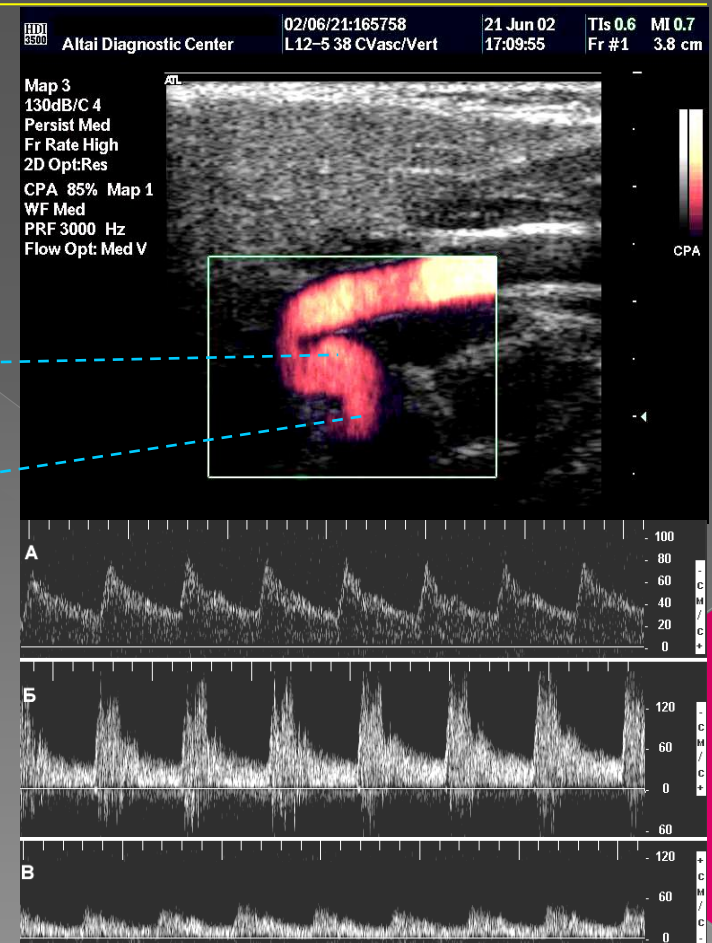 HDI
3500
Altai Diagnostic Center
02/06/21:165758
L12–5 38 CVasc/Vert
21 Jun 02
17:09:55
TIs 0.6 MI 0.7
Fr #1 3.8 cm
ATL
Map 3
130dB/C 4
Persist Med
Fr Rate High
2D Opt:Res
CPA 85% Map 1
WF Med
PRF 3000 Hz
Flow Opt: Med V
CPA
А
100
80
60
40
20
0
- С М / С +
Б
120
60
0
60
- С М / С +
В
120
60
0
+ С М / С -